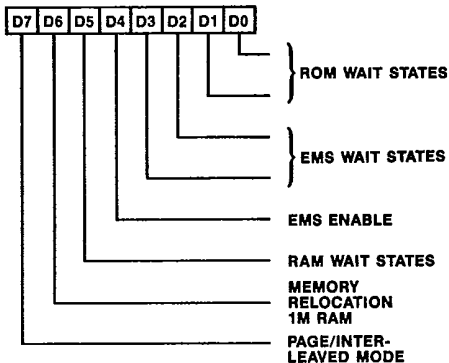 D7 D6 D5 D4 D3 D2 D1 D0
ROM WAIT STATES
EMS WAIT STATES
EMS ENABLE
RAM WAIT STATES
MEMORY
RELOCATION
1M RAM
PAGE/INTER-
LEAVED MODE